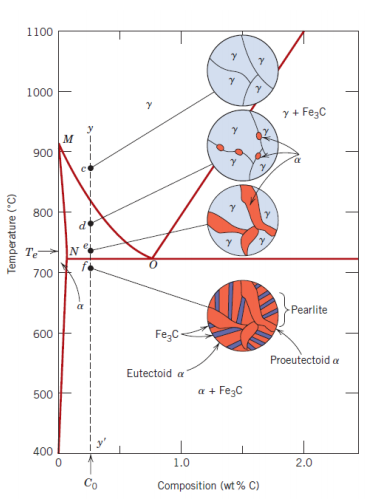 1100
1000
900
800
700
600
500
400
Temperature (°C)
T_e
M
y
γ
c
d
e
N
f
O
α
γ
γ
γ
γ
γ + Fe₃C
γ
γ
γ
γ
α
γ
γ
γ
γ
Pearlite
Fe₃C
Proeutectoid α
Eutectoid α
α + Fe₃C
y′
0
1.0
2.0
C₀
Composition (wt% C)